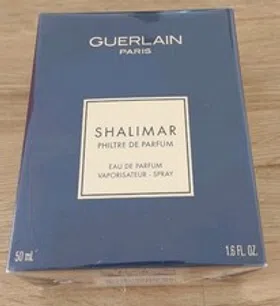 GUERLAIN
PARIS
SHALIMAR
PHILTRE DE PARFUM
EAU DE PARFUM
VAPORISATEUR - SPRAY
50 ml
1.6 FL. OZ.